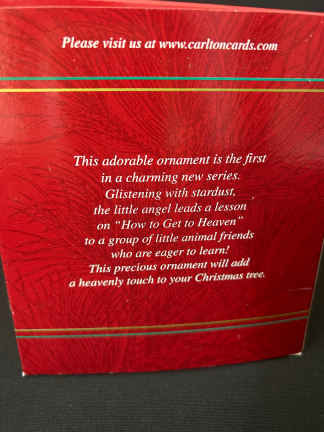 Please visit us at www.carltoncards.com
This adorable ornament is the first
in a charming new series.
Glistening with stardust,
the little angel leads a lesson
on "How to Get to Heaven"
to a group of little animal friends
who are eager to learn!
This precious ornament will add
a heavenly touch to your Christmas tree.